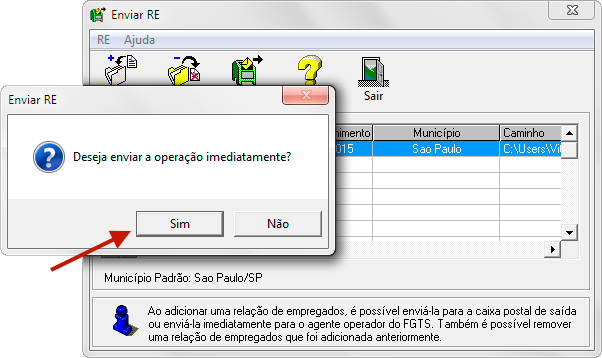 Enviar RE
RE Ajuda
Sair
Enviar RE
Deseja enviar a operação imediatamente?
Sim Não
Município Caminho
Sao Paulo C:\Users\Vi
Município Padrão: Sao Paulo/SP
Ao adicionar uma relação de empregados, é possível enviá-la para a caixa postal de saída
ou enviá-la imediatamente para o agente operador do FGTS. Também é possível remover
uma relação de empregados que foi adicionada anteriormente.